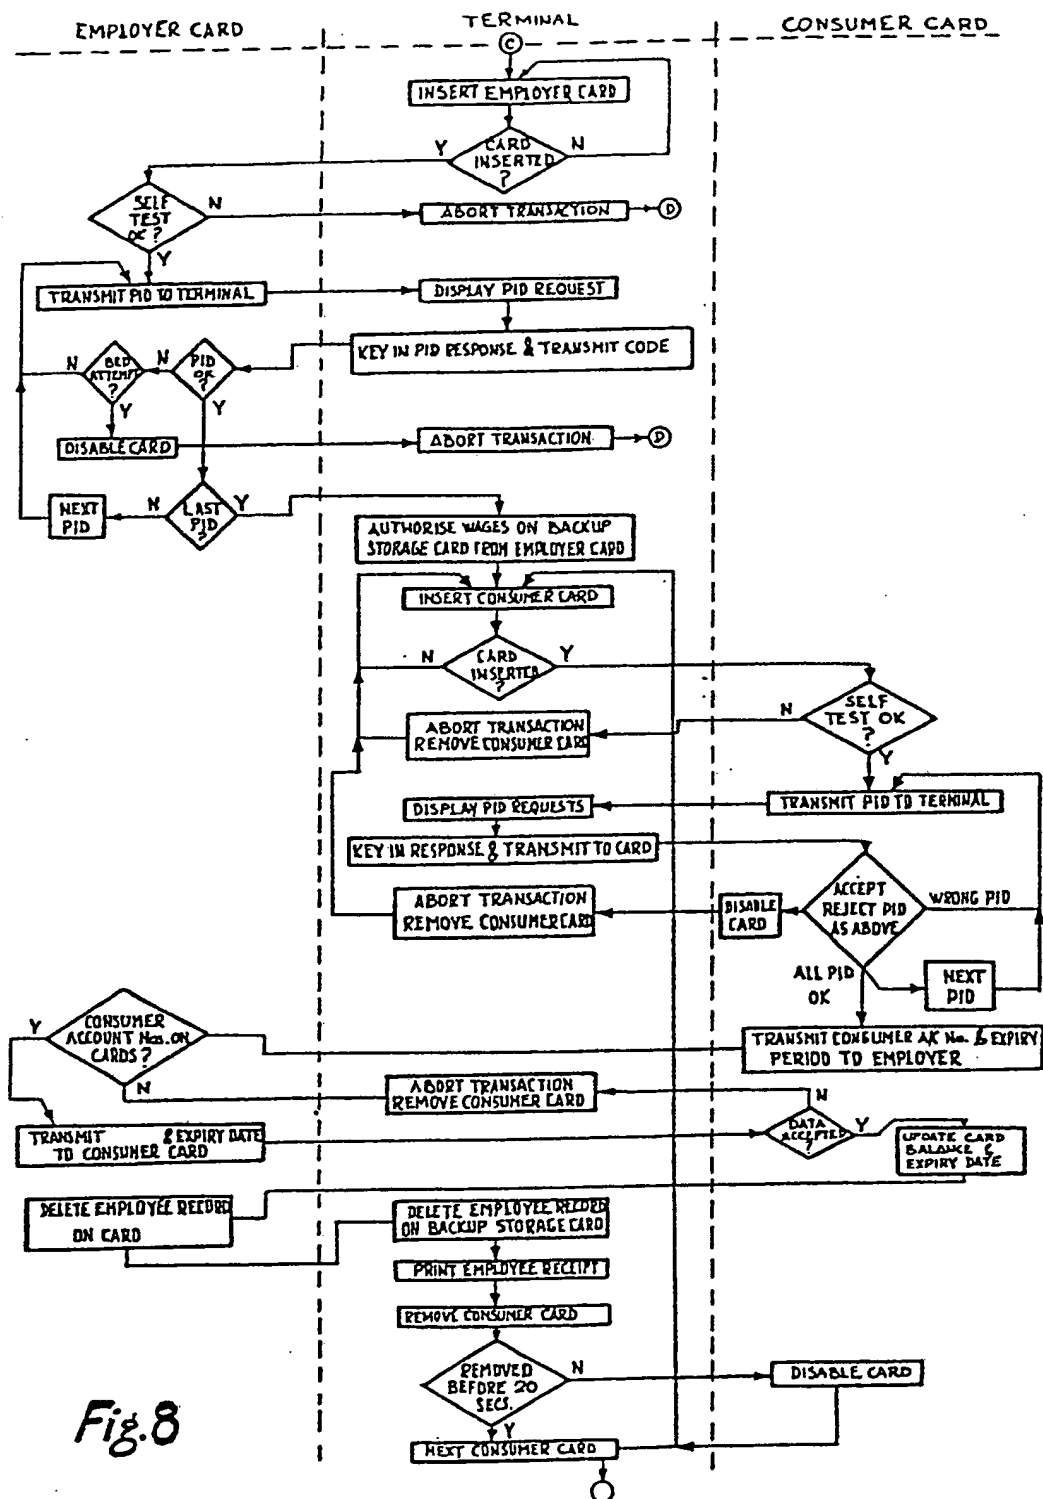 EMPLOYER CARD
TERMINAL
CONSUMER CARD
C
INSERT EMPLOYER CARD
CARD
INSERTED
?
Y
N
SELF
TEST
OK?
N
Y
ABORT TRANSACTION
D
TRANSMIT PID TO TERMINAL
DISPLAY PID REQUEST
KEY IN PID RESPONSE & TRANSMIT CODE
PID
OK
?
N
Y
ATTEMPT
?
N
Y
DISABLE CARD
ABORT TRANSACTION
D
LAST
PID
?
N
Y
NEXT
PID
AUTHORISE WAGES ON BACKUP
STORAGE CARD FROM EMPLOYER CARD
INSERT CONSUMER CARD
CARD
INSERTED
?
N
Y
SELF
TEST OK
?
N
Y
ABORT TRANSACTION
REMOVE CONSUMER CARD
TRANSMIT PID TO TERMINAL
DISPLAY PID REQUESTS
KEY IN RESPONSE & TRANSMIT TO CARD
ACCEPT
REJECT PID
AS ABOVE
WRONG PID
DISABLE
CARD
ABORT TRANSACTION
REMOVE CONSUMER CARD
ALL PID
OK
NEXT
PID
TRANSMIT CONSUMER A/C No. & EXPIRY
PERIOD TO EMPLOYER
CONSUMER
ACCOUNT Nos. ON
CARDS?
Y
N
ABORT TRANSACTION
REMOVE CONSUMER CARD
TRANSMIT & EXPIRY DATE
TO CONSUMER CARD
DATA
ACCEPTED
?
N
Y
UPDATE CARD
BALANCE &
EXPIRY DATE
DELETE EMPLOYEE RECORD
ON CARD
DELETE EMPLOYEE RECORD
ON BACKUP STORAGE CARD
PRINT EMPLOYEE RECEIPT
REMOVE CONSUMER CARD
REMOVED
BEFORE 20
SECS.
N
Y
DISABLE CARD
NEXT CONSUMER CARD
Fig.8